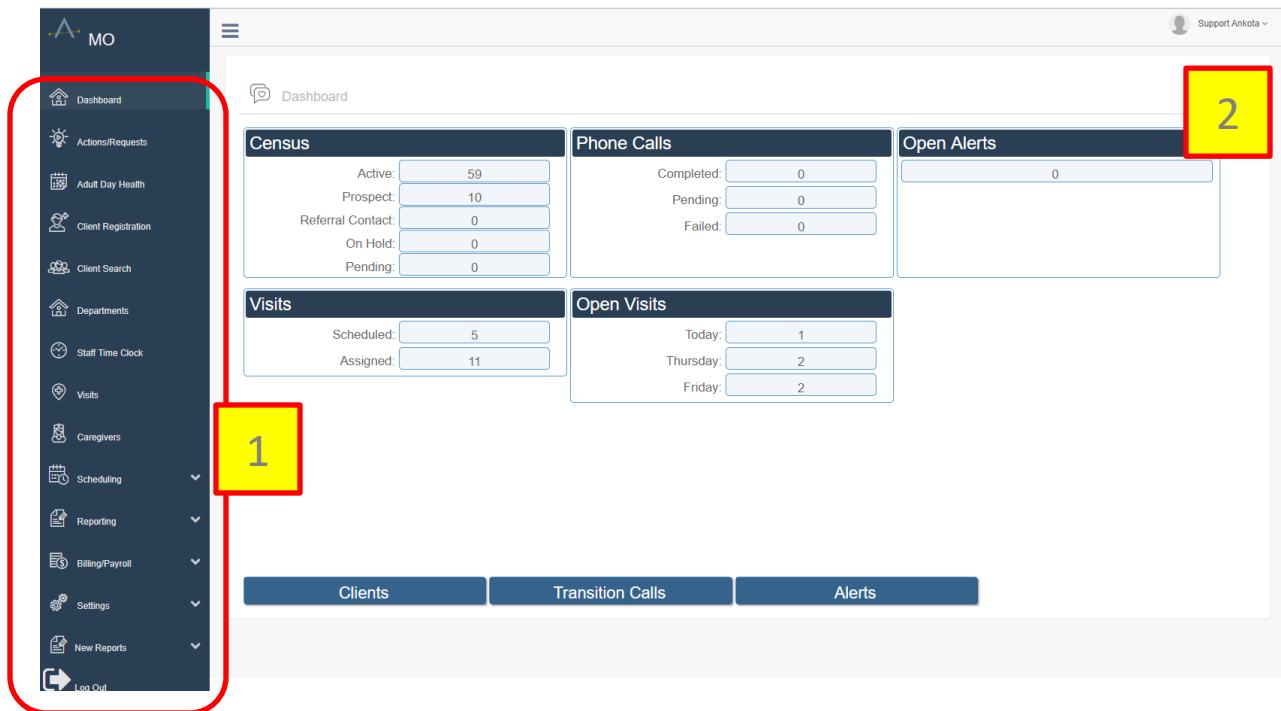 MO
Support Ankota
Dashboard
Actions/Requests
Adult Day Health
Client Registration
Client Search
Departments
Staff Time Clock
Visits
Caregivers
Scheduling
Reporting
Billing/Payroll
Settings
New Reports
Log Out
1
Dashboard
2
Census
Active: 59
Prospect: 10
Referral Contact: 0
On Hold: 0
Pending: 0
Phone Calls
Completed: 0
Pending: 0
Failed: 0
Open Alerts
0
Visits
Scheduled: 5
Assigned: 11
Open Visits
Today: 1
Thursday: 2
Friday: 2
Clients
Transition Calls
Alerts